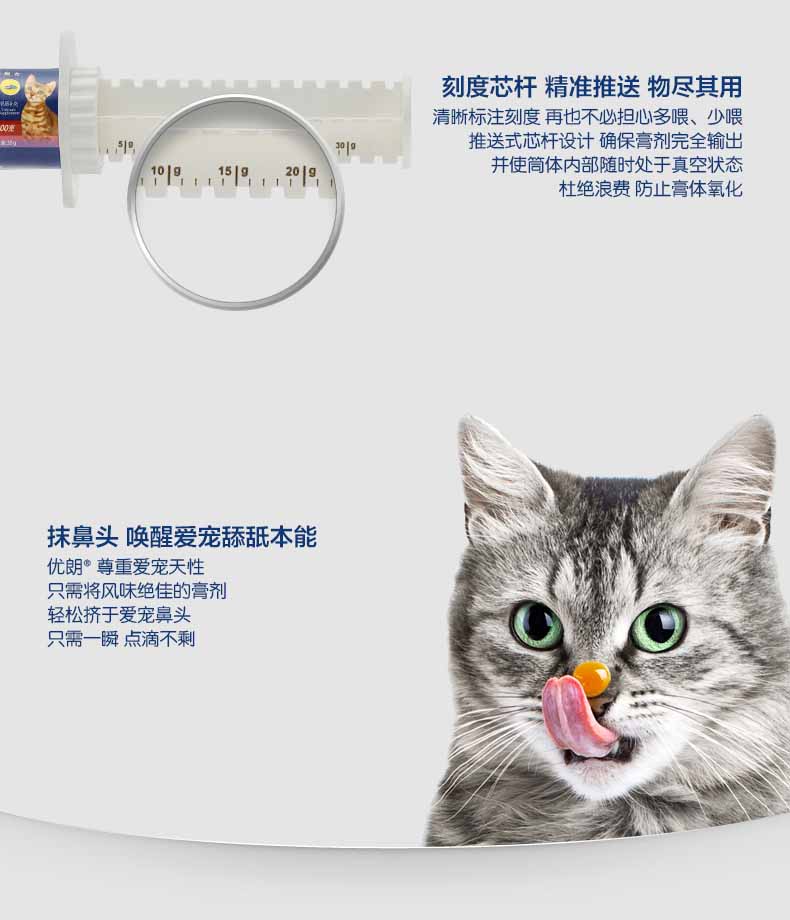 刻度芯杆 精准推送 物尽其用
清晰标注刻度 再也不必担心多喂、少喂
推送式芯杆设计 确保膏剂完全输出
并使筒体内部随时处于真空状态
杜绝浪费 防止膏体氧化
5g
30g
10g 15g 20g
抹鼻头 唤醒爱宠舔舐本能
优朗® 尊重爱宠天性
只需将风味绝佳的膏剂
轻松挤于爱宠鼻头
只需一瞬 点滴不剩